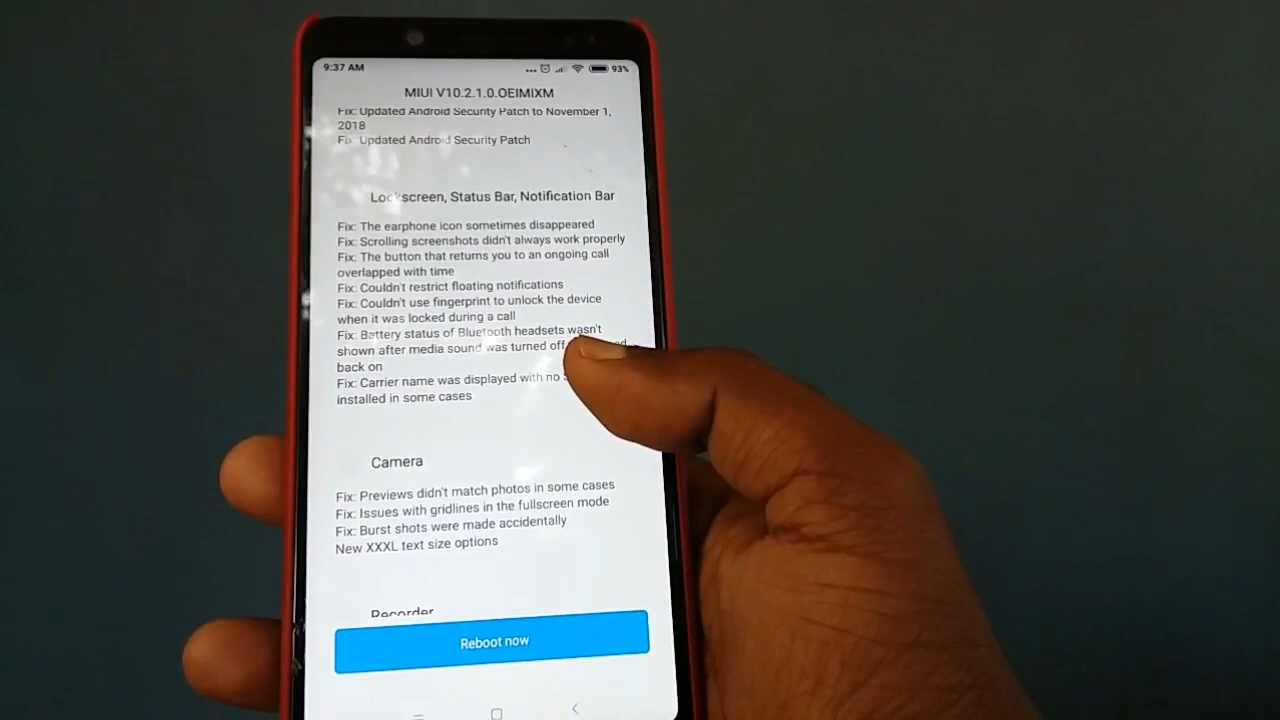 9:37 AM
93%
MIUI V10.2.1.0.OEIMIXM
Fix: Updated Android Security Patch to November 1,
2018
Fix Updated Android Security Patch
Lockscreen, Status Bar, Notification Bar
Fix: The earphone icon sometimes disappeared
Fix: Scrolling screenshots didn't always work properly
Fix: The button that returns you to an ongoing call
overlapped with time
Fix: Couldn't restrict floating notifications
Fix: Couldn't use fingerprint to unlock the device
when it was locked during a call
Fix: Battery status of Bluetooth headsets wasn't
shown after media sound was turned off
back on
Fix: Carrier name was displayed with no
installed in some cases
Camera
Fix: Previews didn't match photos in some cases
Fix: Issues with gridlines in the fullscreen mode
Fix: Burst shots were made accidentally
New XXXL text size options
Recorder
Reboot now